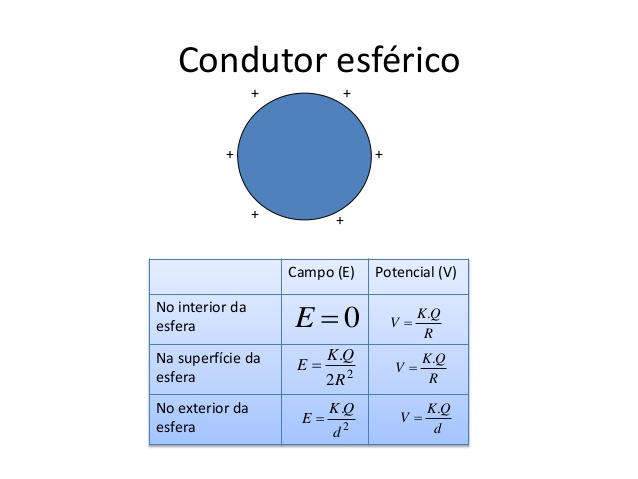 Condutor esférico
+ +
+ +
+ +
Campo (E) Potencial (V)
No interior da
esfera
E = 0
V = K.Q / R
Na superfície da
esfera
E = K.Q / 2R²
V = K.Q / R
No exterior da
esfera
E = K.Q / d²
V = K.Q / d